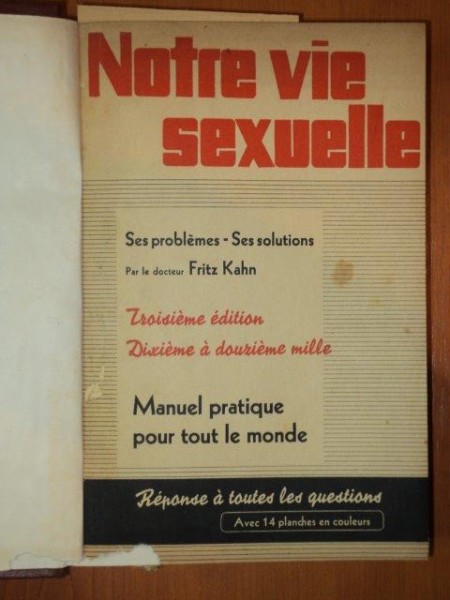 Notre vie
sexuelle
Ses problèmes - Ses solutions
Par le docteur Fritz Kahn
Troisième édition
Dixième à douzième mille
Manuel pratique
pour tout le monde
Réponse à toutes les questions
Avec 14 planches en couleurs